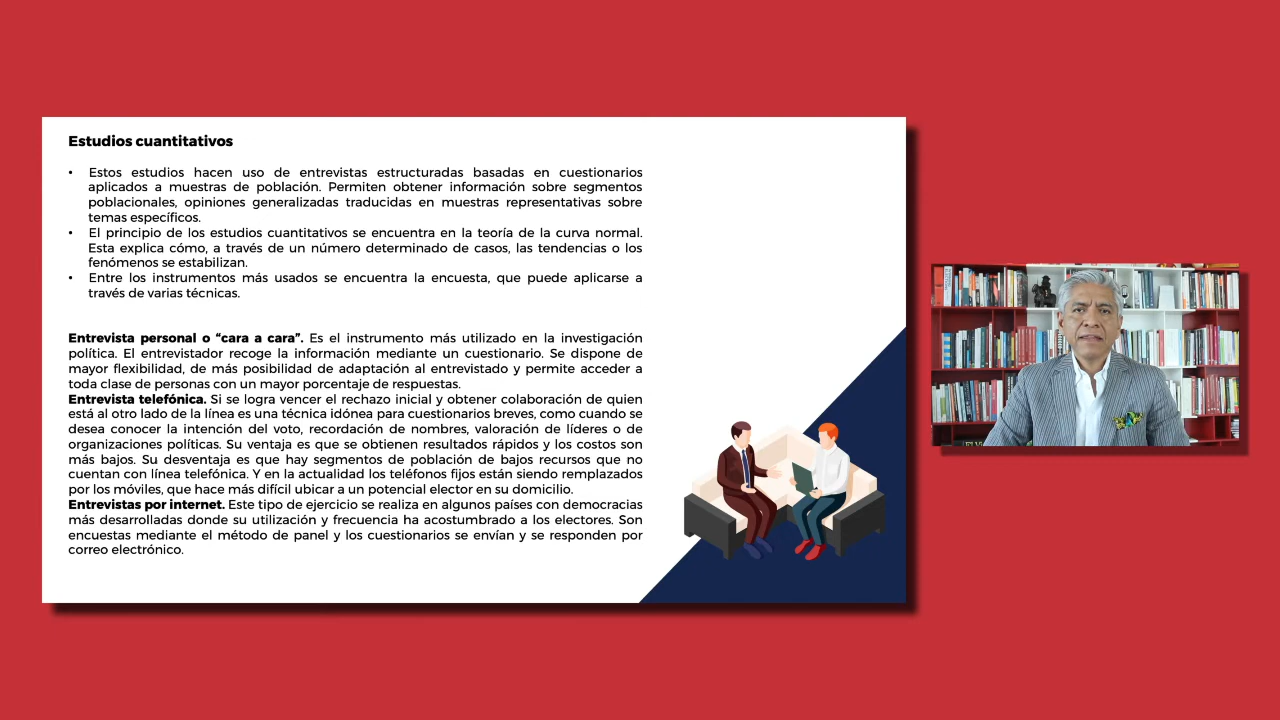 Estudios cuantitativos
• Estos estudios hacen uso de entrevistas estructuradas basadas en cuestionarios
aplicados a muestras de población. Permiten obtener información sobre segmentos
poblacionales, opiniones generalizadas traducidas en muestras representativas sobre
temas específicos.
• El principio de los estudios cuantitativos se encuentra en la teoría de la curva normal.
Esta explica cómo, a través de un número determinado de casos, las tendencias o los
fenómenos se estabilizan.
• Entre los instrumentos más usados se encuentra la encuesta, que puede aplicarse a
través de varias técnicas.
Entrevista personal o “cara a cara”. Es el instrumento más utilizado en la investigación
política. El entrevistador recoge la información mediante un cuestionario. Se dispone de
mayor flexibilidad, de más posibilidad de adaptación al entrevistado y permite acceder a
toda clase de personas con un mayor porcentaje de respuestas.
Entrevista telefónica. Si se logra vencer el rechazo inicial y obtener colaboración de quien
está al otro lado de la línea es una técnica idónea para cuestionarios breves, como cuando se
desea conocer la intención del voto, recordación de nombres, valoración de líderes o de
organizaciones políticas. Su ventaja es que se obtienen resultados rápidos y los costos son
más bajos. Su desventaja es que hay segmentos de población de bajos recursos que no
cuentan con línea telefónica. Y en la actualidad los teléfonos fijos están siendo remplazados
por los móviles, que hace más difícil ubicar a un potencial elector en su domicilio.
Entrevistas por internet. Este tipo de ejercicio se realiza en algunos países con democracias
más desarrolladas donde su utilización y frecuencia ha acostumbrado a los electores. Son
encuestas mediante el método de panel y los cuestionarios se envían y se responden por
correo electrónico.